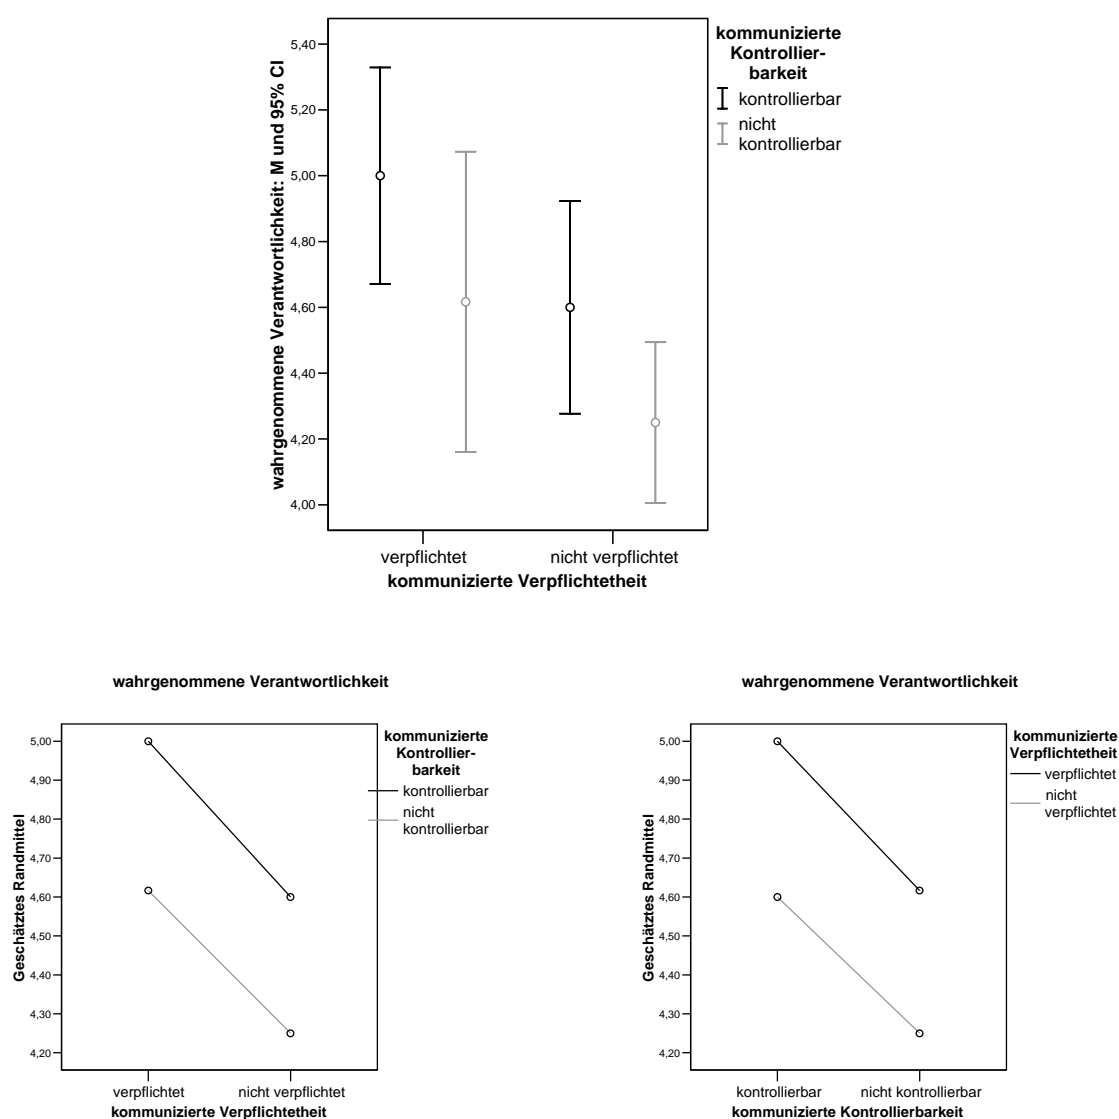 wahrgenommene Verantwortlichkeit: M und 95% CI
5,40
5,20
5,00
4,80
4,60
4,40
4,20
4,00
verpflichtet
nicht verpflichtet
kommunizierte Verpflichtetheit
kommunizierte
Kontrollier-
barkeit
kontrollierbar
nicht
kontrollierbar
wahrgenommene Verantwortlichkeit
Geschätztes Randmittel
5,00
4,90
4,80
4,70
4,60
4,50
4,40
4,30
4,20
verpflichtet
nicht verpflichtet
kommunizierte Verpflichtetheit
kommunizierte
Kontrollier-
barkeit
kontrollierbar
nicht
kontrollierbar
wahrgenommene Verantwortlichkeit
Geschätztes Randmittel
5,00
4,90
4,80
4,70
4,60
4,50
4,40
4,30
4,20
kontrollierbar
nicht kontrollierbar
kommunizierte Kontrollierbarkeit
kommunizierte
Verpflichtetheit
verpflichtet
nicht
verpflichtet